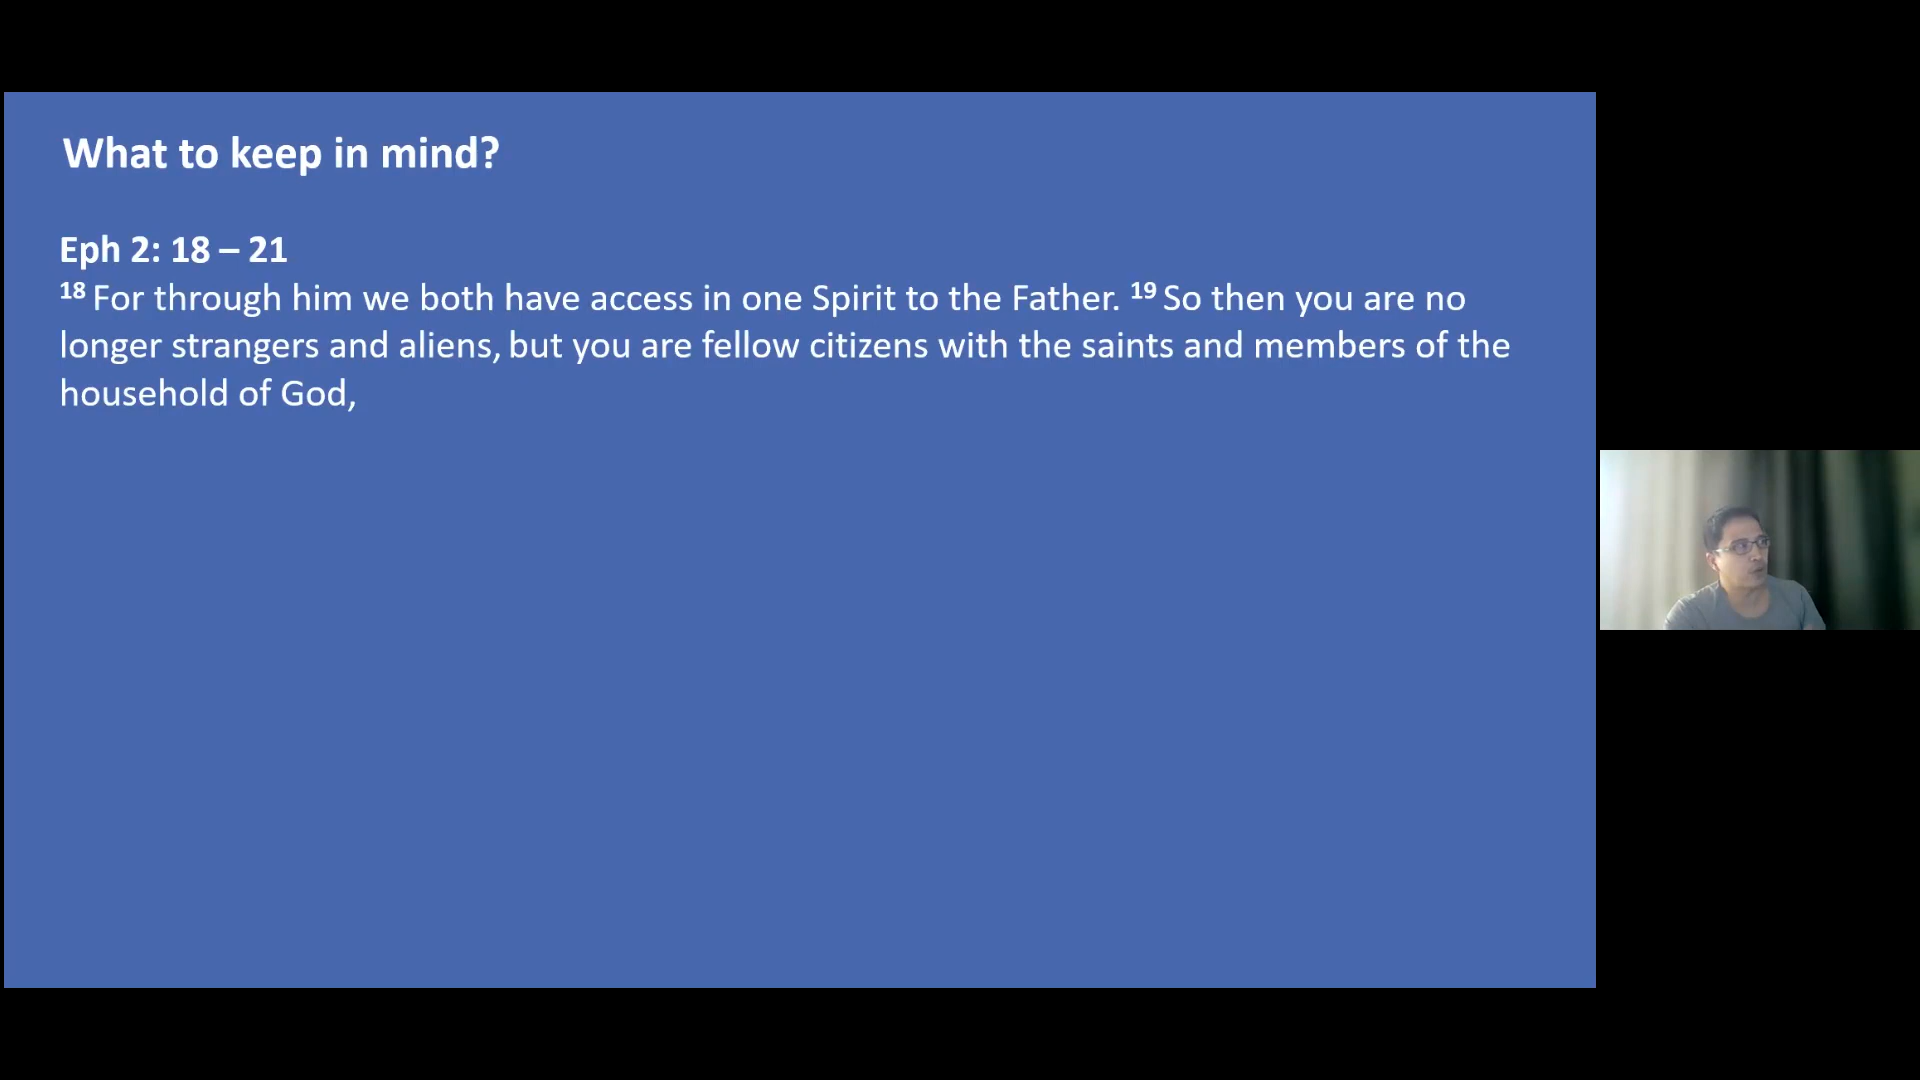 What to keep in mind?
Eph 2: 18 – 21
18 For through him we both have access in one Spirit to the Father. 19 So then you are no
longer strangers and aliens, but you are fellow citizens with the saints and members of the
household of God,